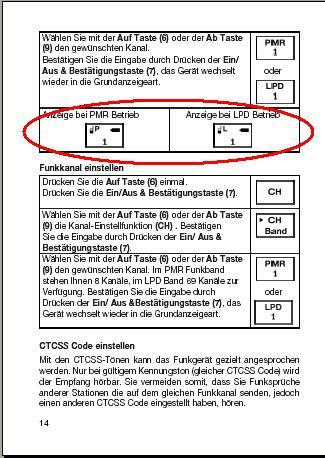 Wählen Sie mit der Auf Taste (6) oder der Ab Taste
(9) den gewünschten Kanal.
Bestätigen Sie die Eingabe durch Drücken der Ein/
Aus & Bestätigungstaste (7), das Gerät wechselt
wieder in die Grundanzeigeart.
PMR
1
oder
LPD
1
Anzeige bei PMR Betrieb
P
1
Anzeige bei LPD Betrieb
L
1
Funkkanal einstellen
Drücken Sie die Auf Taste (6) einmal.
Drücken Sie die Ein/Aus & Bestätigungstaste (7).
CH
Wählen Sie mit der Auf Taste (6) oder der Ab Taste
(9) die Kanal-Einstellfunktion (CH) . Bestätigen
Sie die Eingabe durch Drücken der Ein/ Aus &
Bestätigungstaste (7).
CH
Band
Wählen Sie mit der Auf Taste (6) oder der Ab Taste
(9) den gewünschten Kanal. Im PMR Funkband
stehen Ihnen 8 Kanäle, im LPD Band 69 Kanäle zur
Verfügung. Bestätigen Sie die Eingabe durch
Drücken der Ein/ Aus &Bestätigungstaste (7), das
Gerät wechselt wieder in die Grundanzeigeart.
PMR
1
oder
LPD
1
CTCSS Code einstellen
Mit den CTCSS-Tönen kann das Funkgerät gezielt angesprochen
werden. Nur bei gültigem Kennungston (gleicher CTCSS Code) wird
der Empfang hörbar. Sie vermeiden somit, dass Sie Funksprüche
anderer Stationen die auf dem gleichen Funkkanal senden, jedoch
einen anderen CTCSS Code eingestellt haben, hören.
14